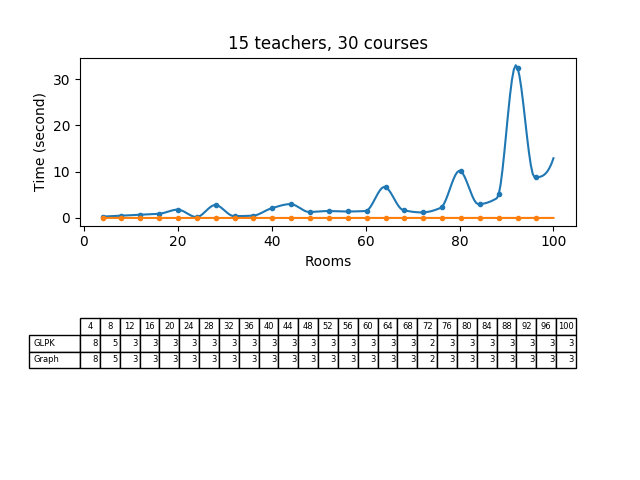 15 teachers, 30 courses
30
20
10
0
Time (second)
0 20 40 60 80 100
Rooms
4 8 12 16 20 24 28 32 36 40 44 48 52 56 60 64 68 72 76 80 84 88 92 96 100
GLPK 8 5 3 3 3 3 3 3 3 3 3 3 3 3 3 3 3 2 3 3 3 3 3 3 3
Graph 8 5 3 3 3 3 3 3 3 3 3 3 3 3 3 3 3 2 3 3 3 3 3 3 3